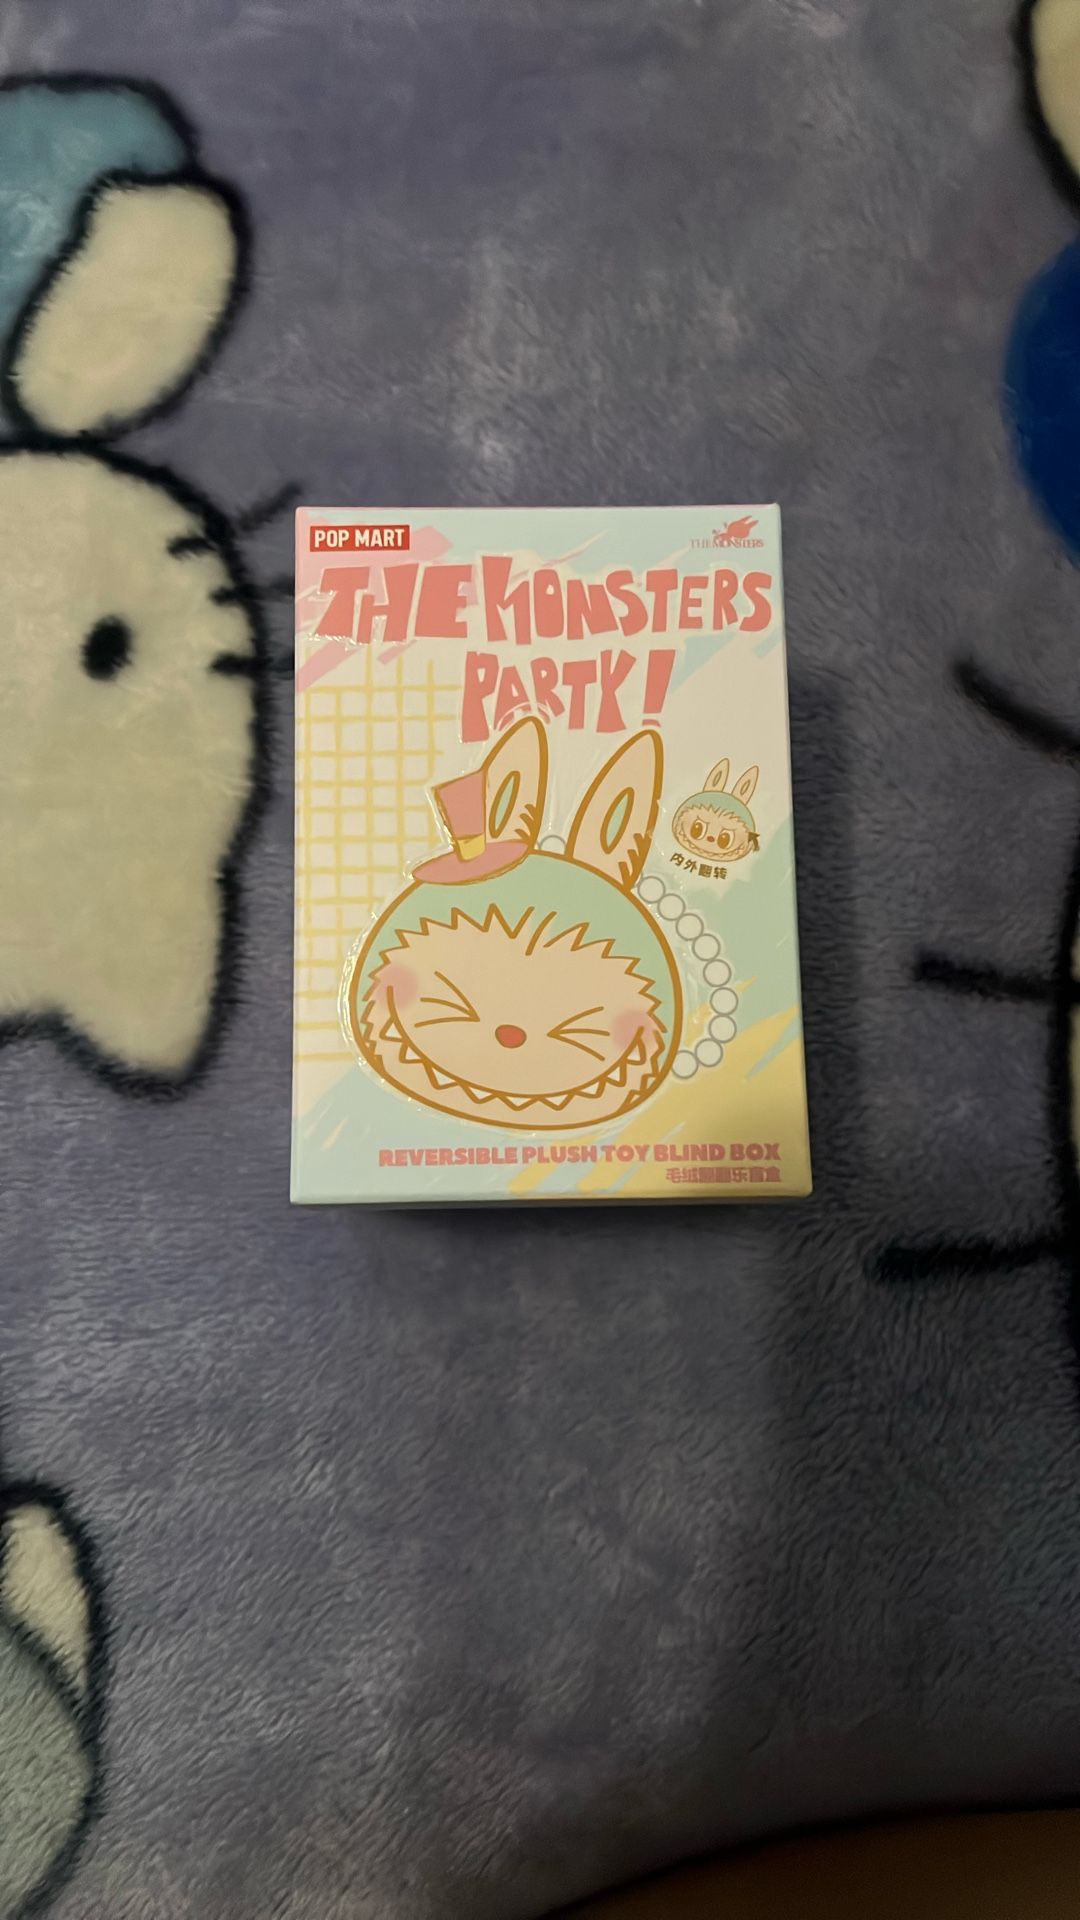 POP MART
THE MONSTERS
THE MONSTERS
PARTY!
内外翻转
REVERSIBLE PLUSH TOY BLIND BOX
毛绒翻翻乐盲盒